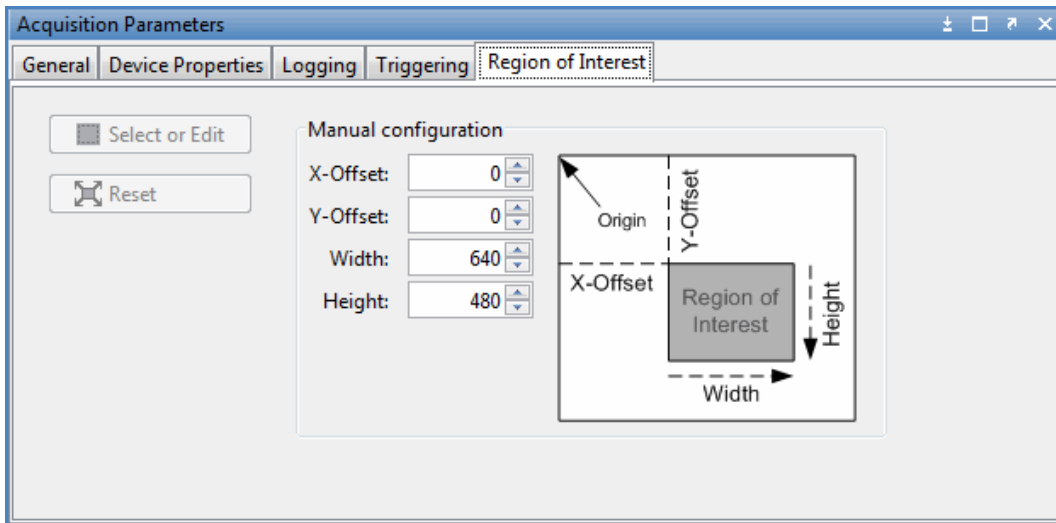 Acquisition Parameters
General Device Properties Logging Triggering Region of Interest
Select or Edit
Reset
Manual configuration
X-Offset: 0
Y-Offset: 0
Width: 640
Height: 480
Origin
Y-Offset
X-Offset
Region of
Interest
Height
Width